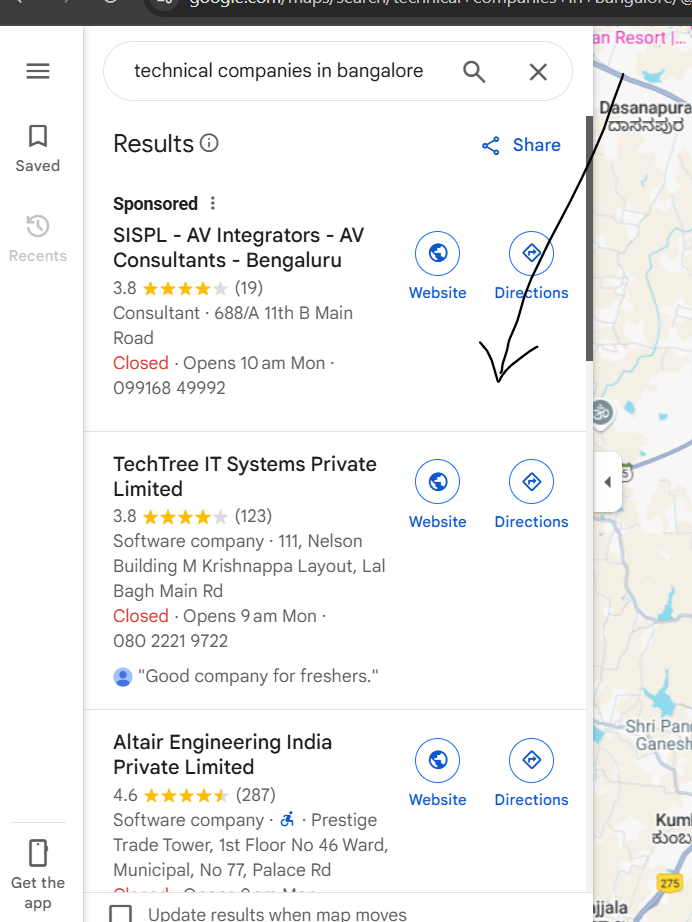 google.com/maps/search/technical+companies+in+bangalore/@
technical companies in bangalore
Saved
Recents
Results
Share
Sponsored
SISPL - AV Integrators - AV
Consultants - Bengaluru
3.8 (19)
Consultant · 688/A 11th B Main
Road
Closed · Opens 10 am Mon ·
099168 49992
Website
Directions
TechTree IT Systems Private
Limited
3.8 (123)
Software company · 111, Nelson
Building M Krishnappa Layout, Lal
Bagh Main Rd
Closed · Opens 9 am Mon ·
080 2221 9722
"Good company for freshers."
Website
Directions
Altair Engineering India
Private Limited
4.6 (287)
Software company · · Prestige
Trade Tower, 1st Floor No 46 Ward,
Municipal, No 77, Palace Rd
Closed
Website
Directions
Update results when map moves
Get the
app
an Resort |...
Dasanapura
ದಾಸನಪುರ
Shri Pan
Ganesh
275